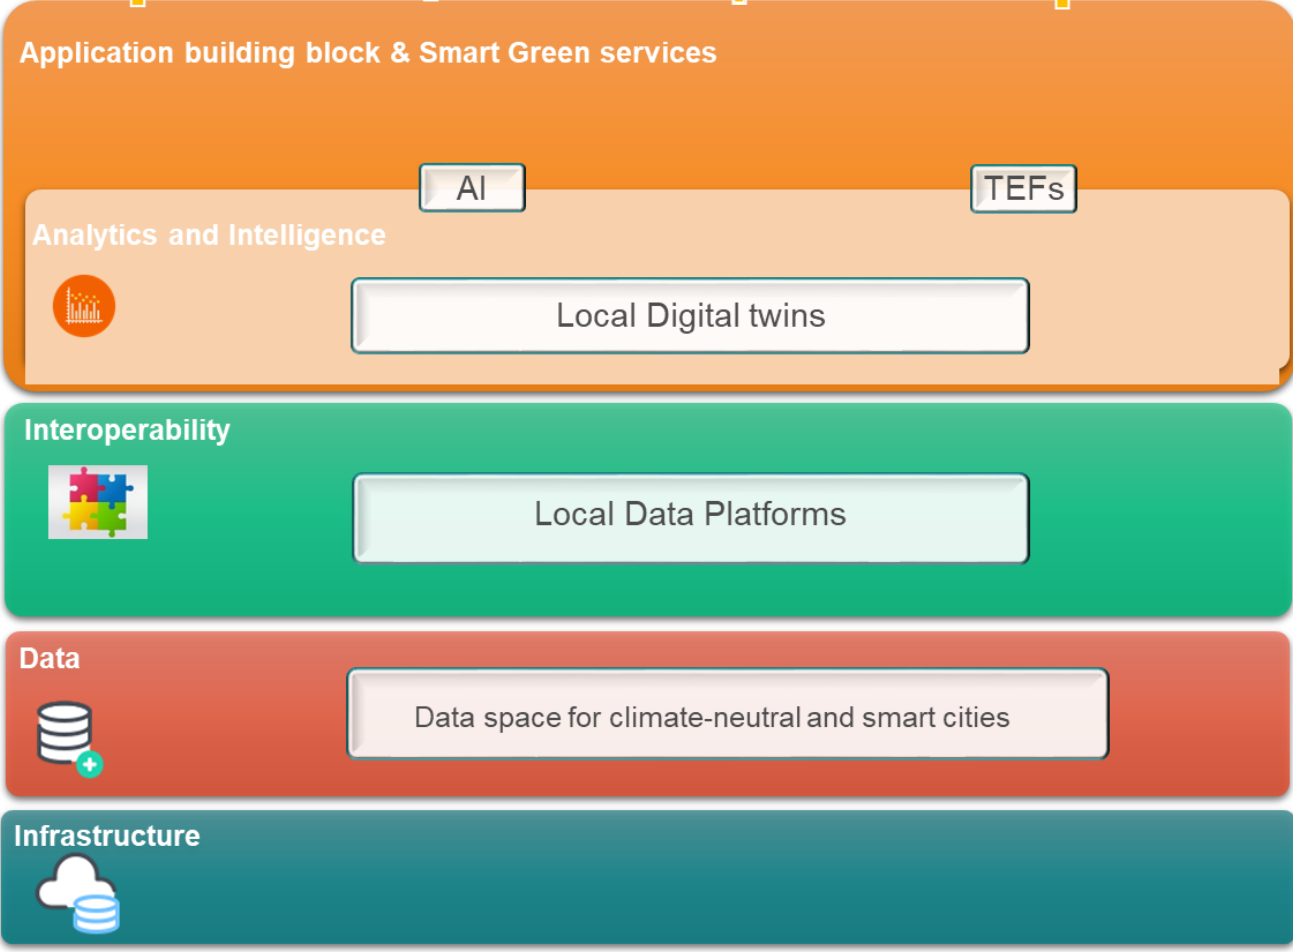 Application building block & Smart Green services
AI
TEFs
Analytics and Intelligence
Local Digital twins
Interoperability
Local Data Platforms
Data
Data space for climate-neutral and smart cities
Infrastructure